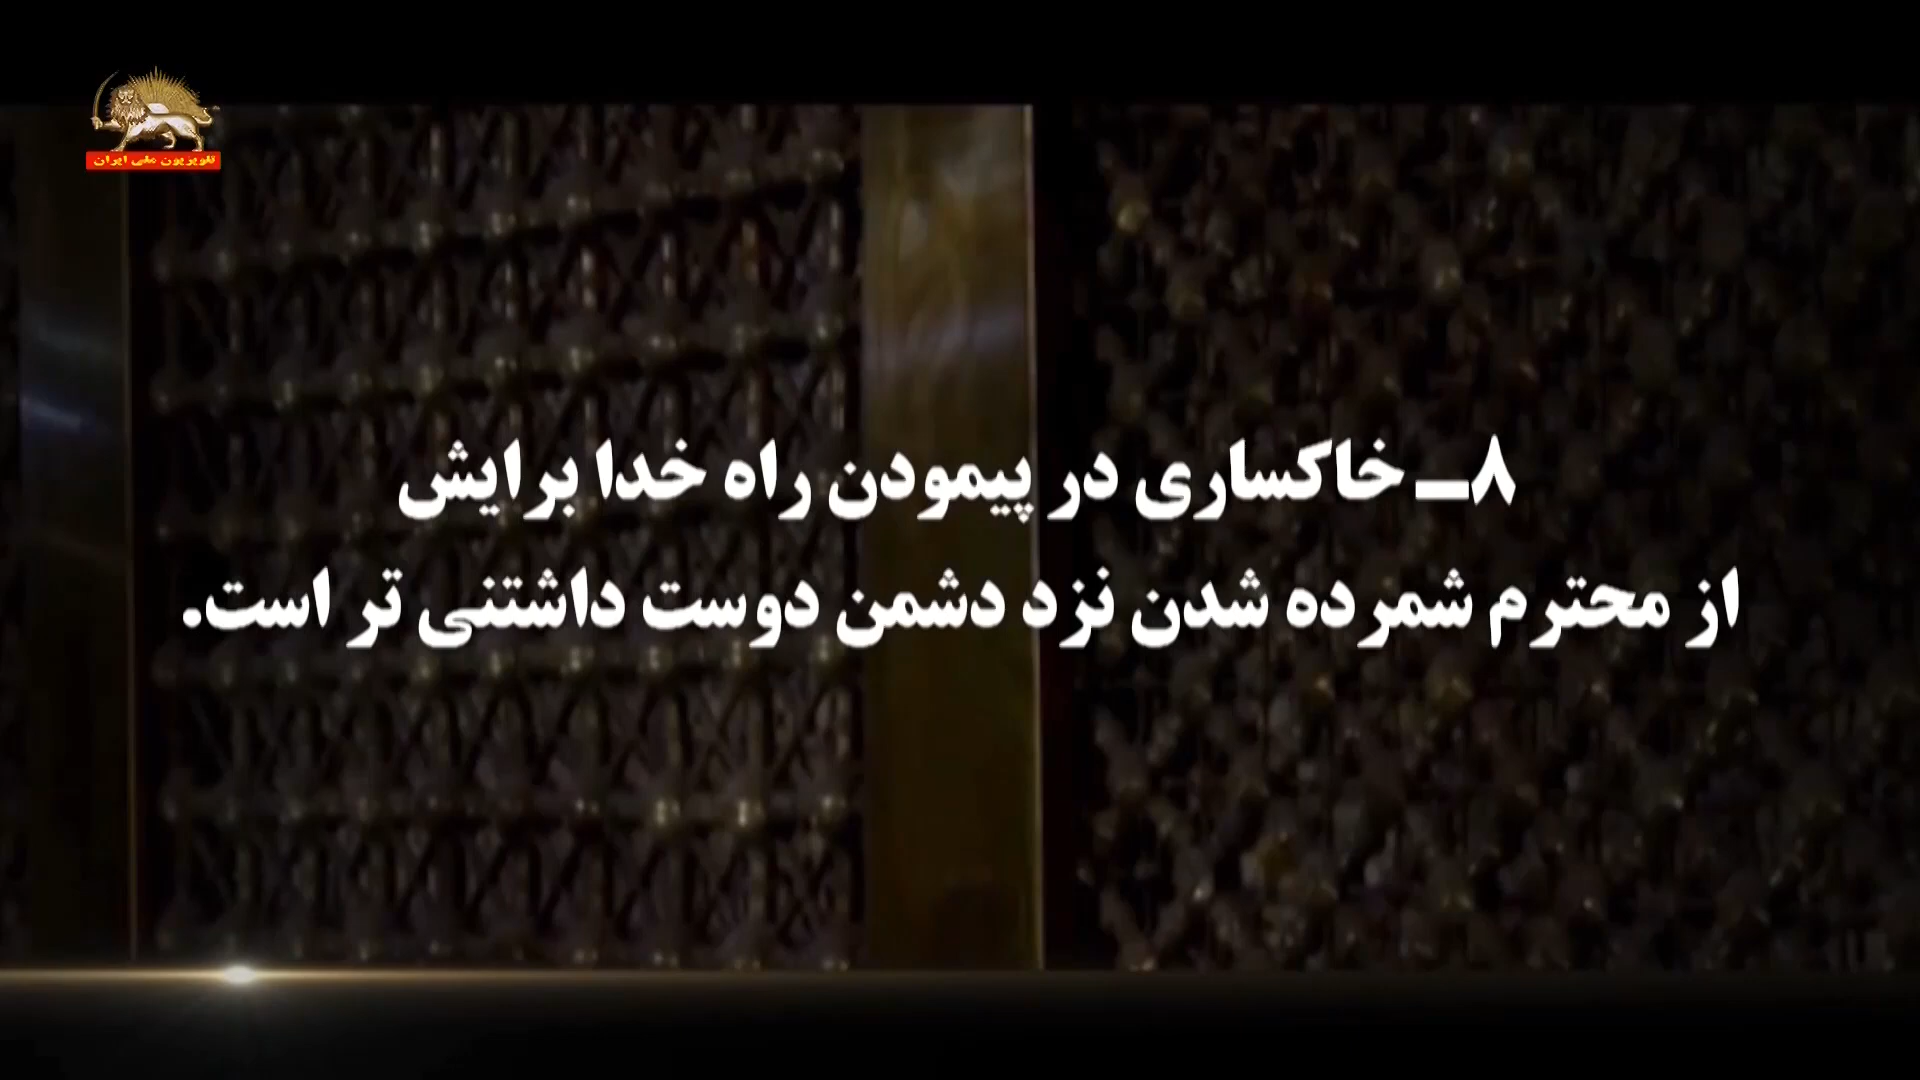 تلویزیون ملی ایران
۸ـ خاکساری در پیمودن راه خدا برایش
از محترم شمرده شدن نزد دشمن دوست داشتنی تر است.